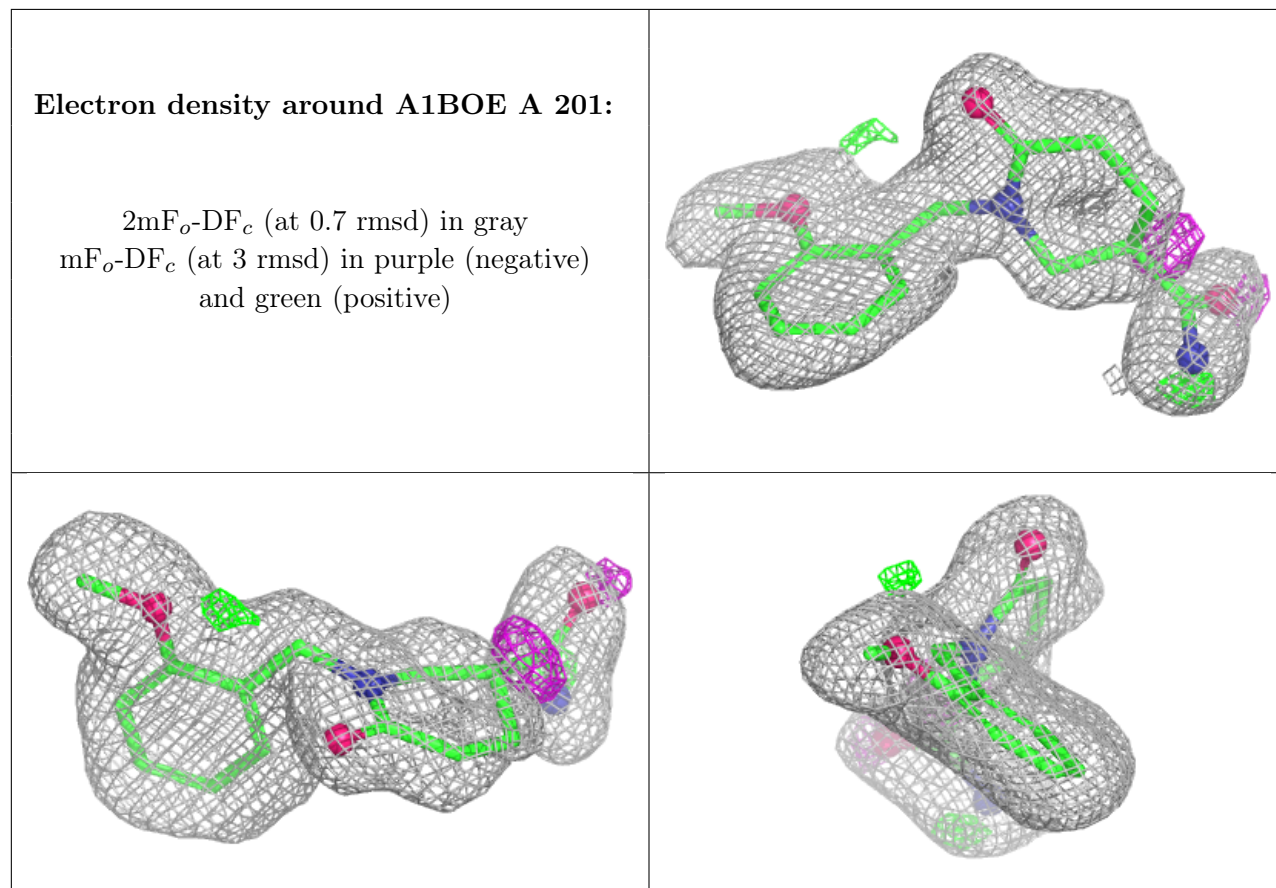 Electron density around A1BOE A 201:
2mFₒ-DF𝒸 (at 0.7 rmsd) in gray
mFₒ-DF𝒸 (at 3 rmsd) in purple (negative)
and green (positive)